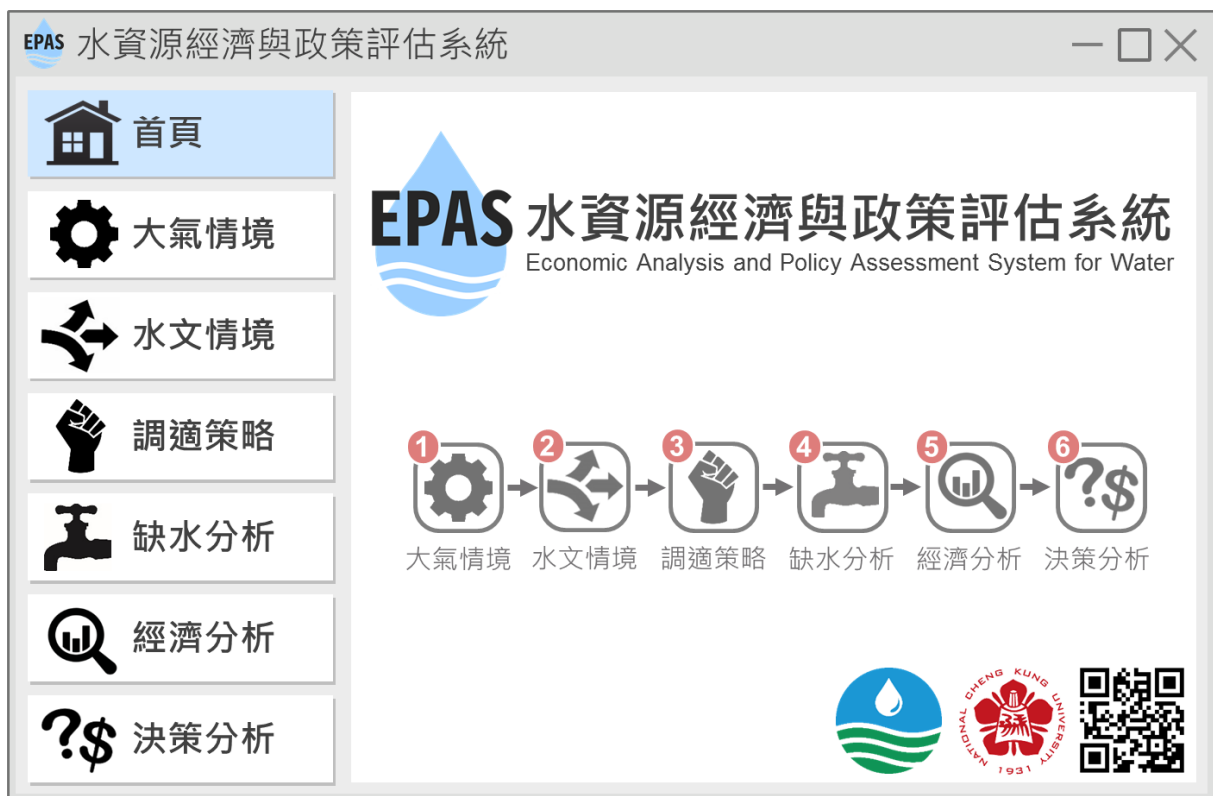 EPAS 水資源經濟與政策評估系統
首頁
大氣情境
水文情境
調適策略
缺水分析
經濟分析
?$ 決策分析
EPAS 水資源經濟與政策評估系統
Economic Analysis and Policy Assessment System for Water
1 2 3 4 5 6
?$
大氣情境 水文情境 調適策略 缺水分析 經濟分析 決策分析
NATIONAL CHENG KUNG UNIVERSITY
1931